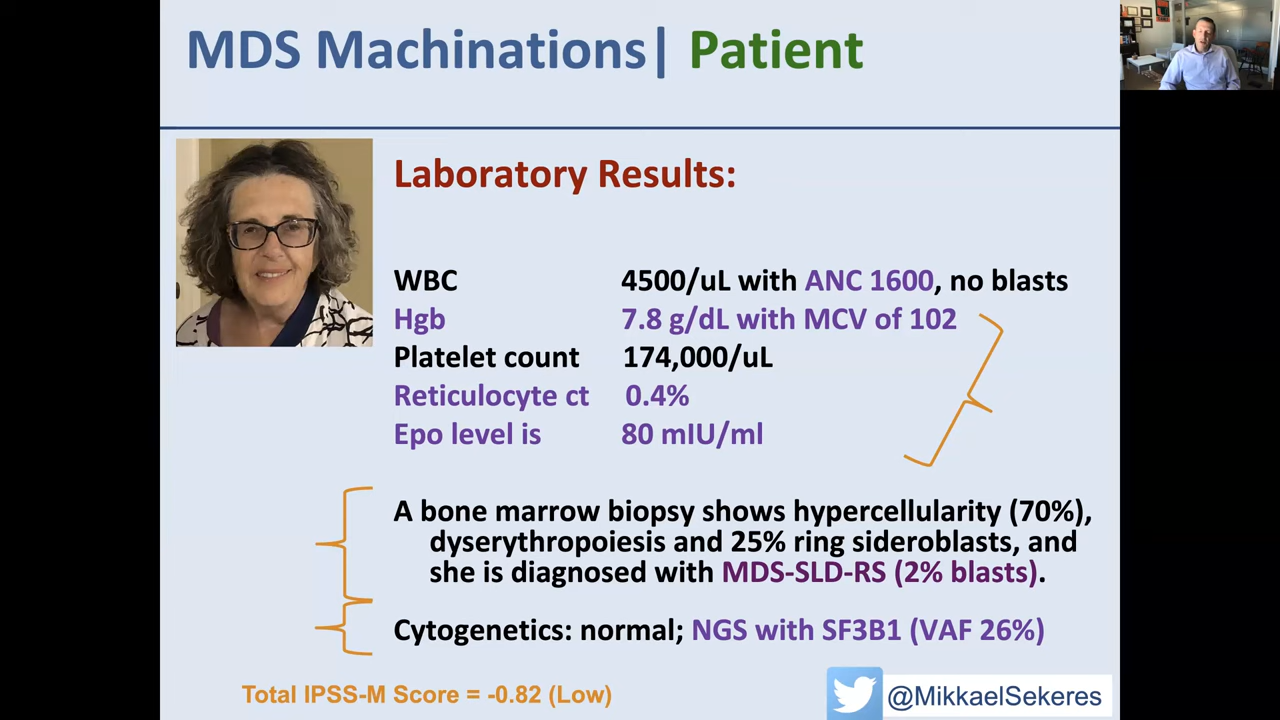 MDS Machinations| Patient
Laboratory Results:
WBC 4500/uL with ANC 1600, no blasts
Hgb 7.8 g/dL with MCV of 102
Platelet count 174,000/uL
Reticulocyte ct 0.4%
Epo level is 80 mIU/ml
A bone marrow biopsy shows hypercellularity (70%),
dyserythropoiesis and 25% ring sideroblasts, and
she is diagnosed with MDS-SLD-RS (2% blasts).
Cytogenetics: normal; NGS with SF3B1 (VAF 26%)
Total IPSS-M Score = -0.82 (Low)
@MikkaelSekeres